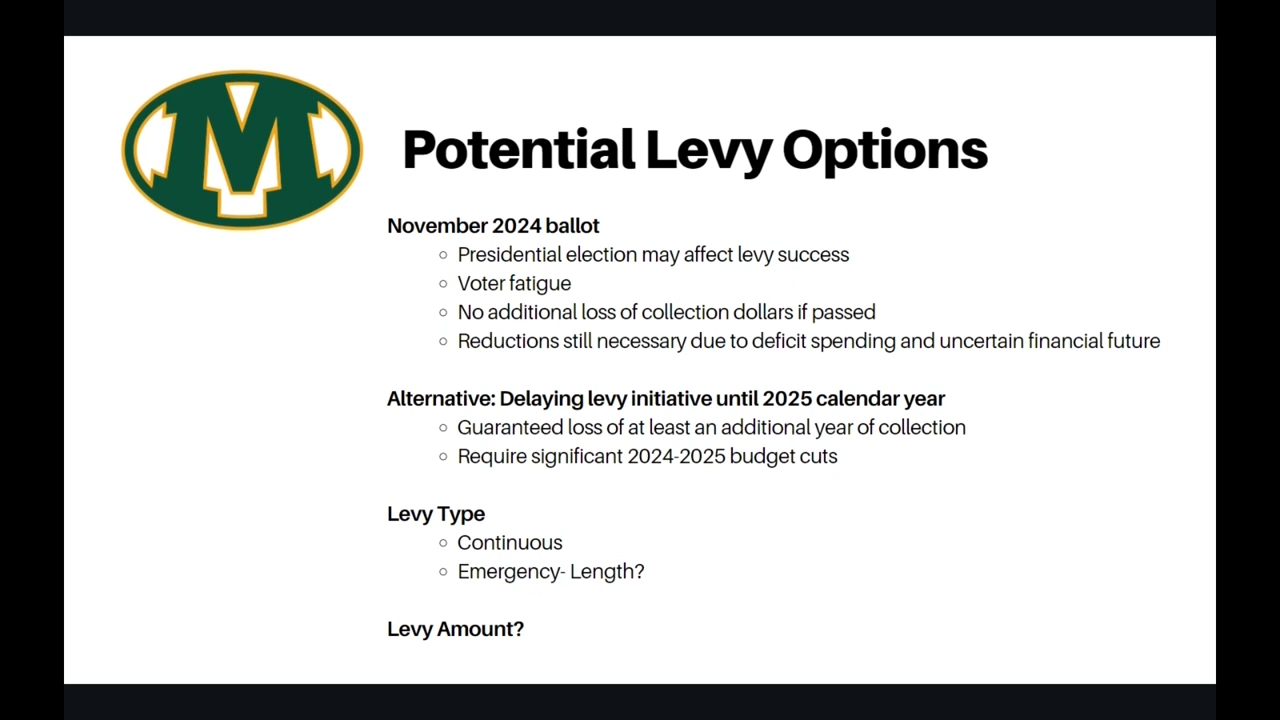 M
Potential Levy Options
November 2024 ballot
Presidential election may affect levy success
Voter fatigue
No additional loss of collection dollars if passed
Reductions still necessary due to deficit spending and uncertain financial future
Alternative: Delaying levy initiative until 2025 calendar year
Guaranteed loss of at least an additional year of collection
Require significant 2024-2025 budget cuts
Levy Type
Continuous
Emergency- Length?
Levy Amount?